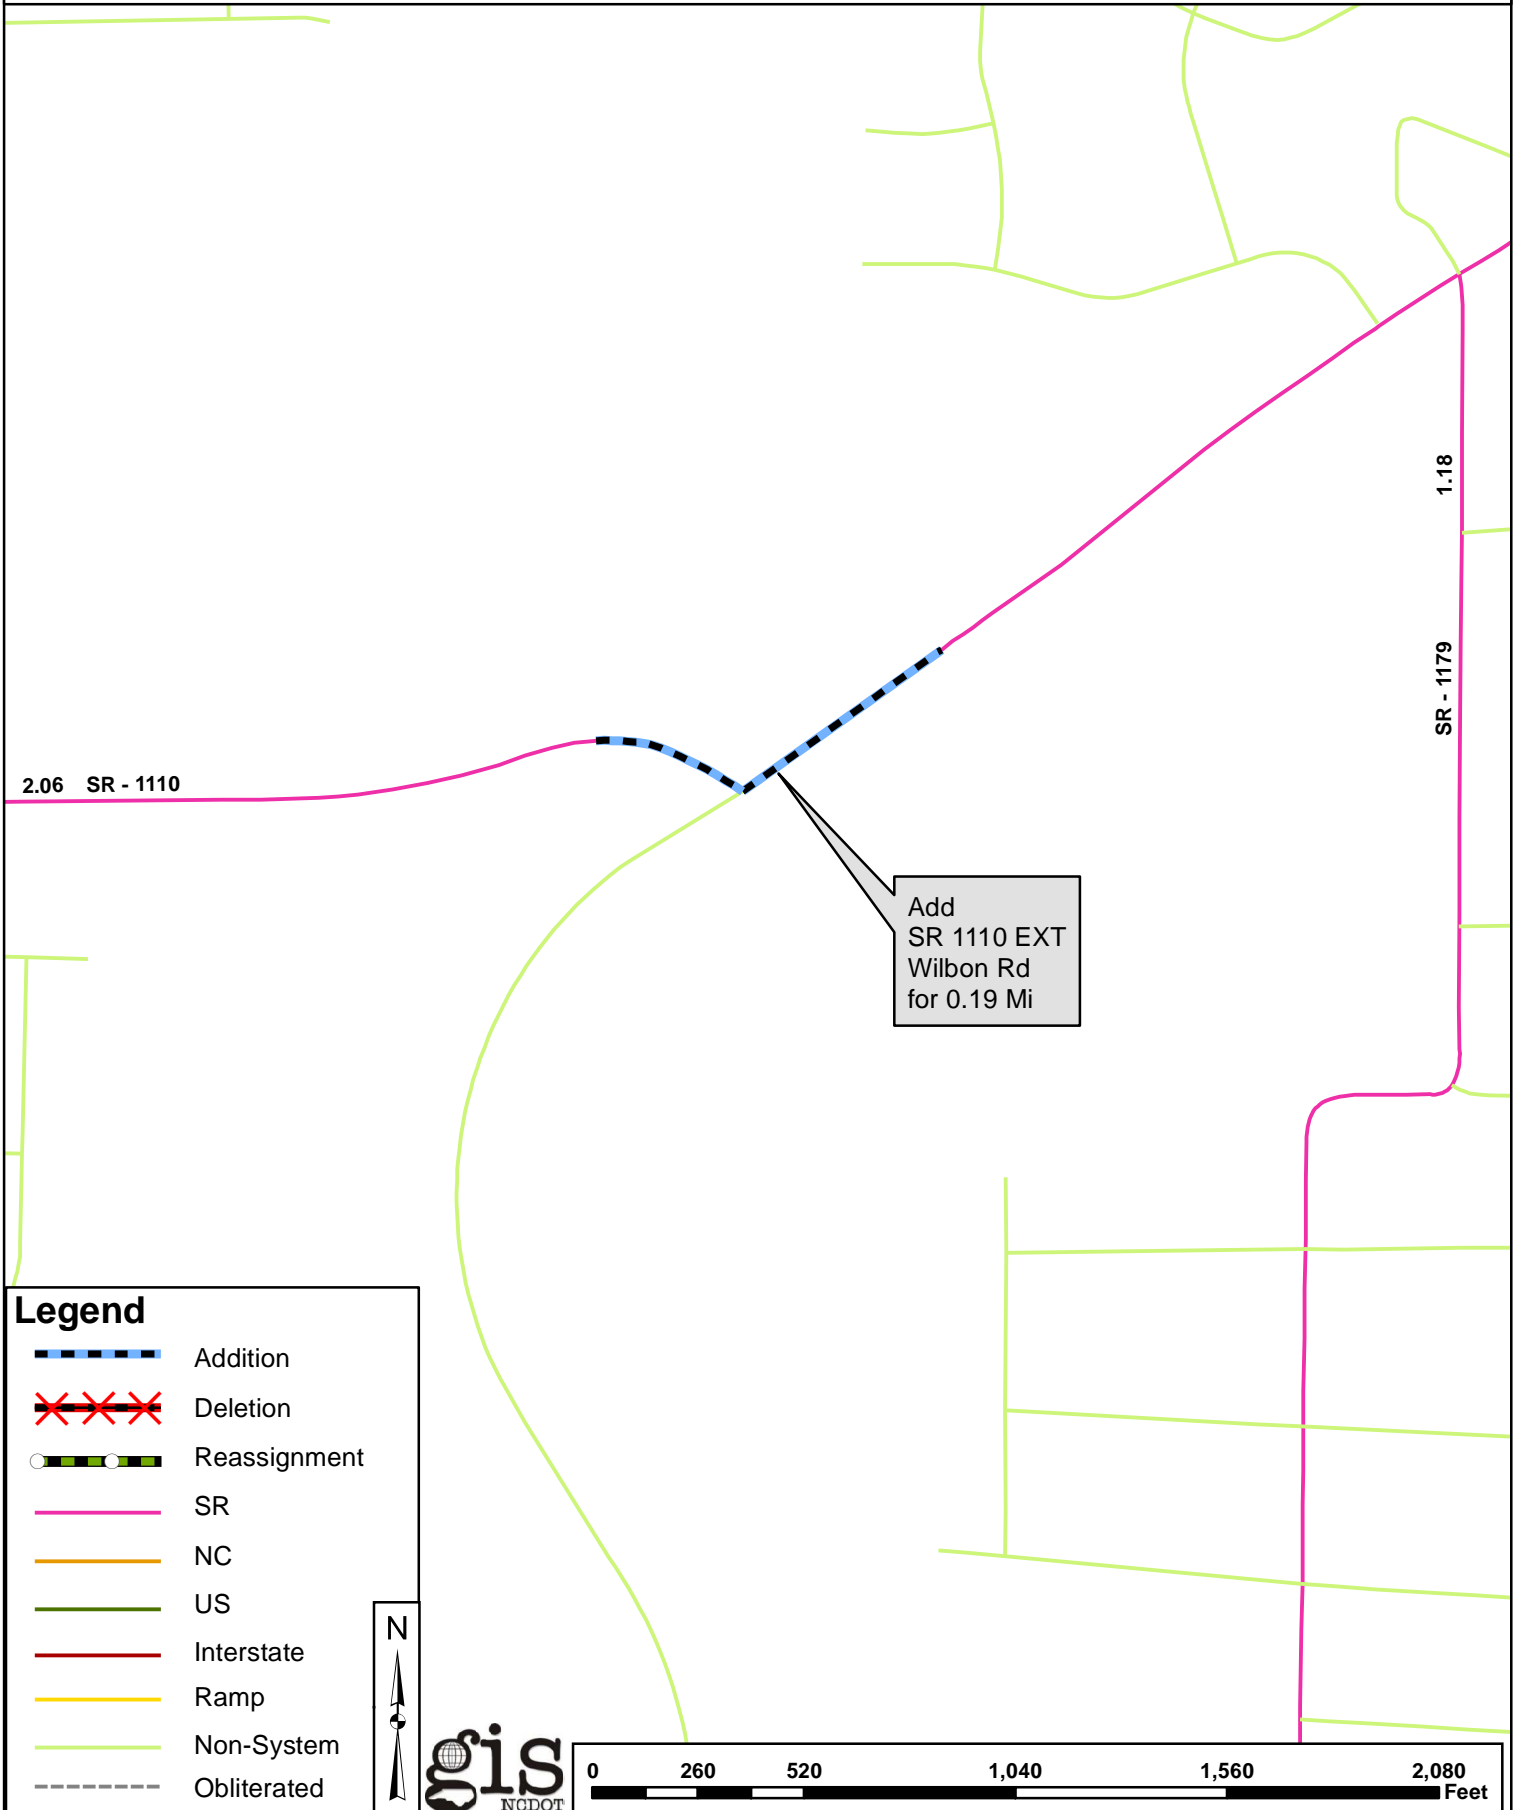 1.18
SR - 1179
2.06 SR - 1110
Add
SR 1110 EXT
Wilbon Rd
for 0.19 Mi
Legend
Addition
Deletion
Reassignment
SR
NC
US
Interstate
Ramp
Non-System
Obliterated
N
gis
NCDOT
0 260 520 1,040 1,560 2,080
Feet